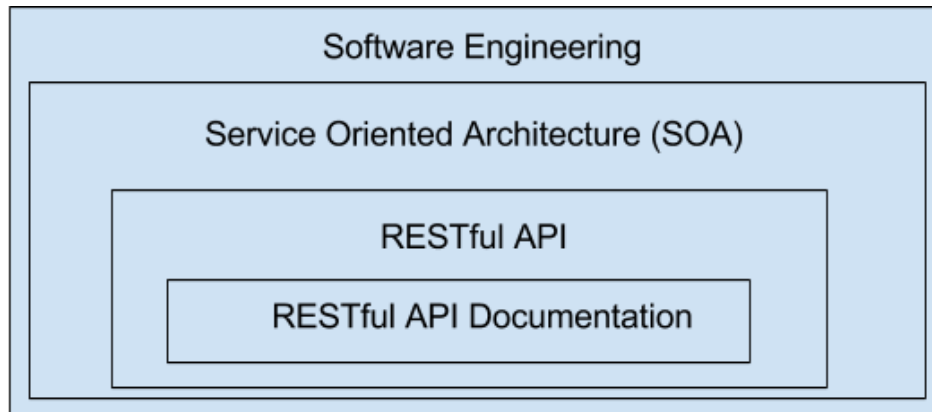 Software Engineering
Service Oriented Architecture (SOA)
RESTful API
RESTful API Documentation